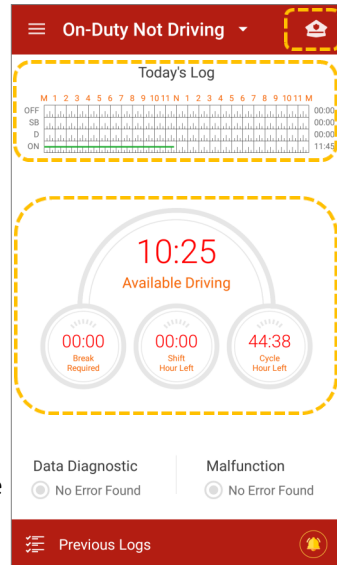 On-Duty Not Driving
Today's Log
M 1 2 3 4 5 6 7 8 9 10 11 N 1 2 3 4 5 6 7 8 9 10 11 M
OFF 00:00
SB 00:00
D 00:00
ON 11:45
10:25
Available Driving
00:00 00:00 44:38
Break Shift Cycle
Required Hour Left Hour Left
Data Diagnostic Malfunction
e No Error Found No Error Found
Previous Logs